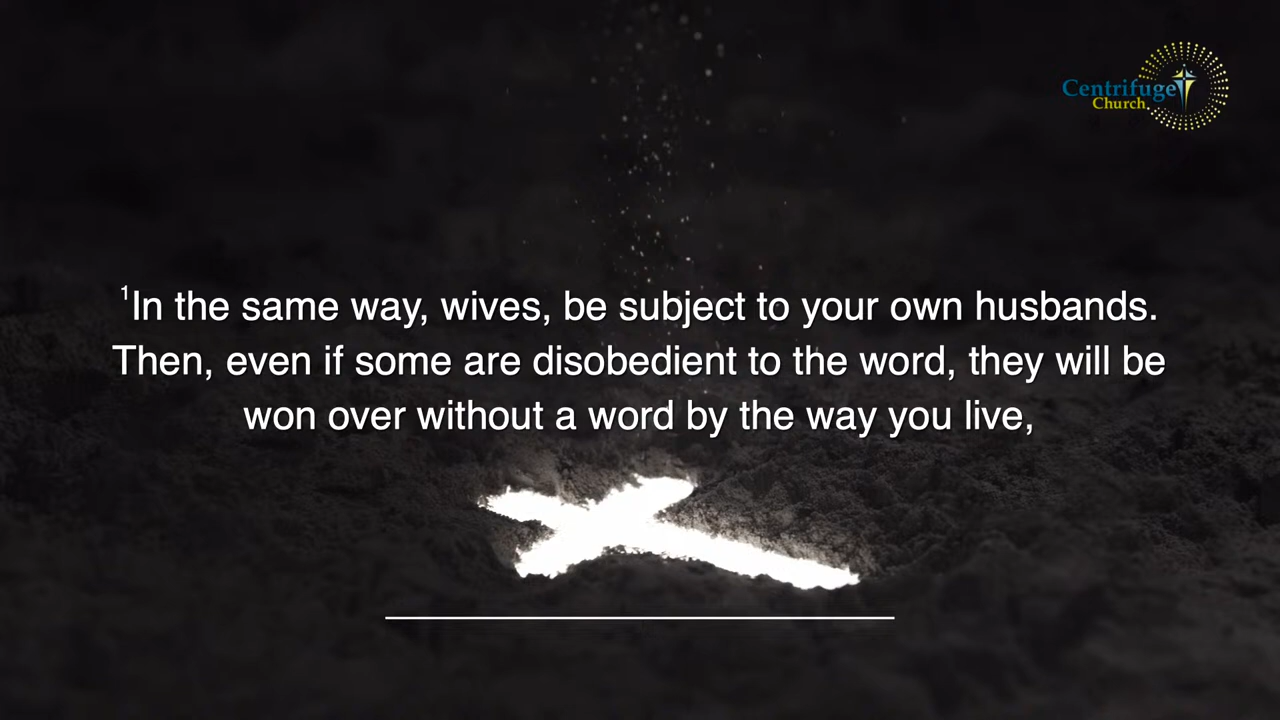 Centrifuge
Church
¹In the same way, wives, be subject to your own husbands.
Then, even if some are disobedient to the word, they will be
won over without a word by the way you live,